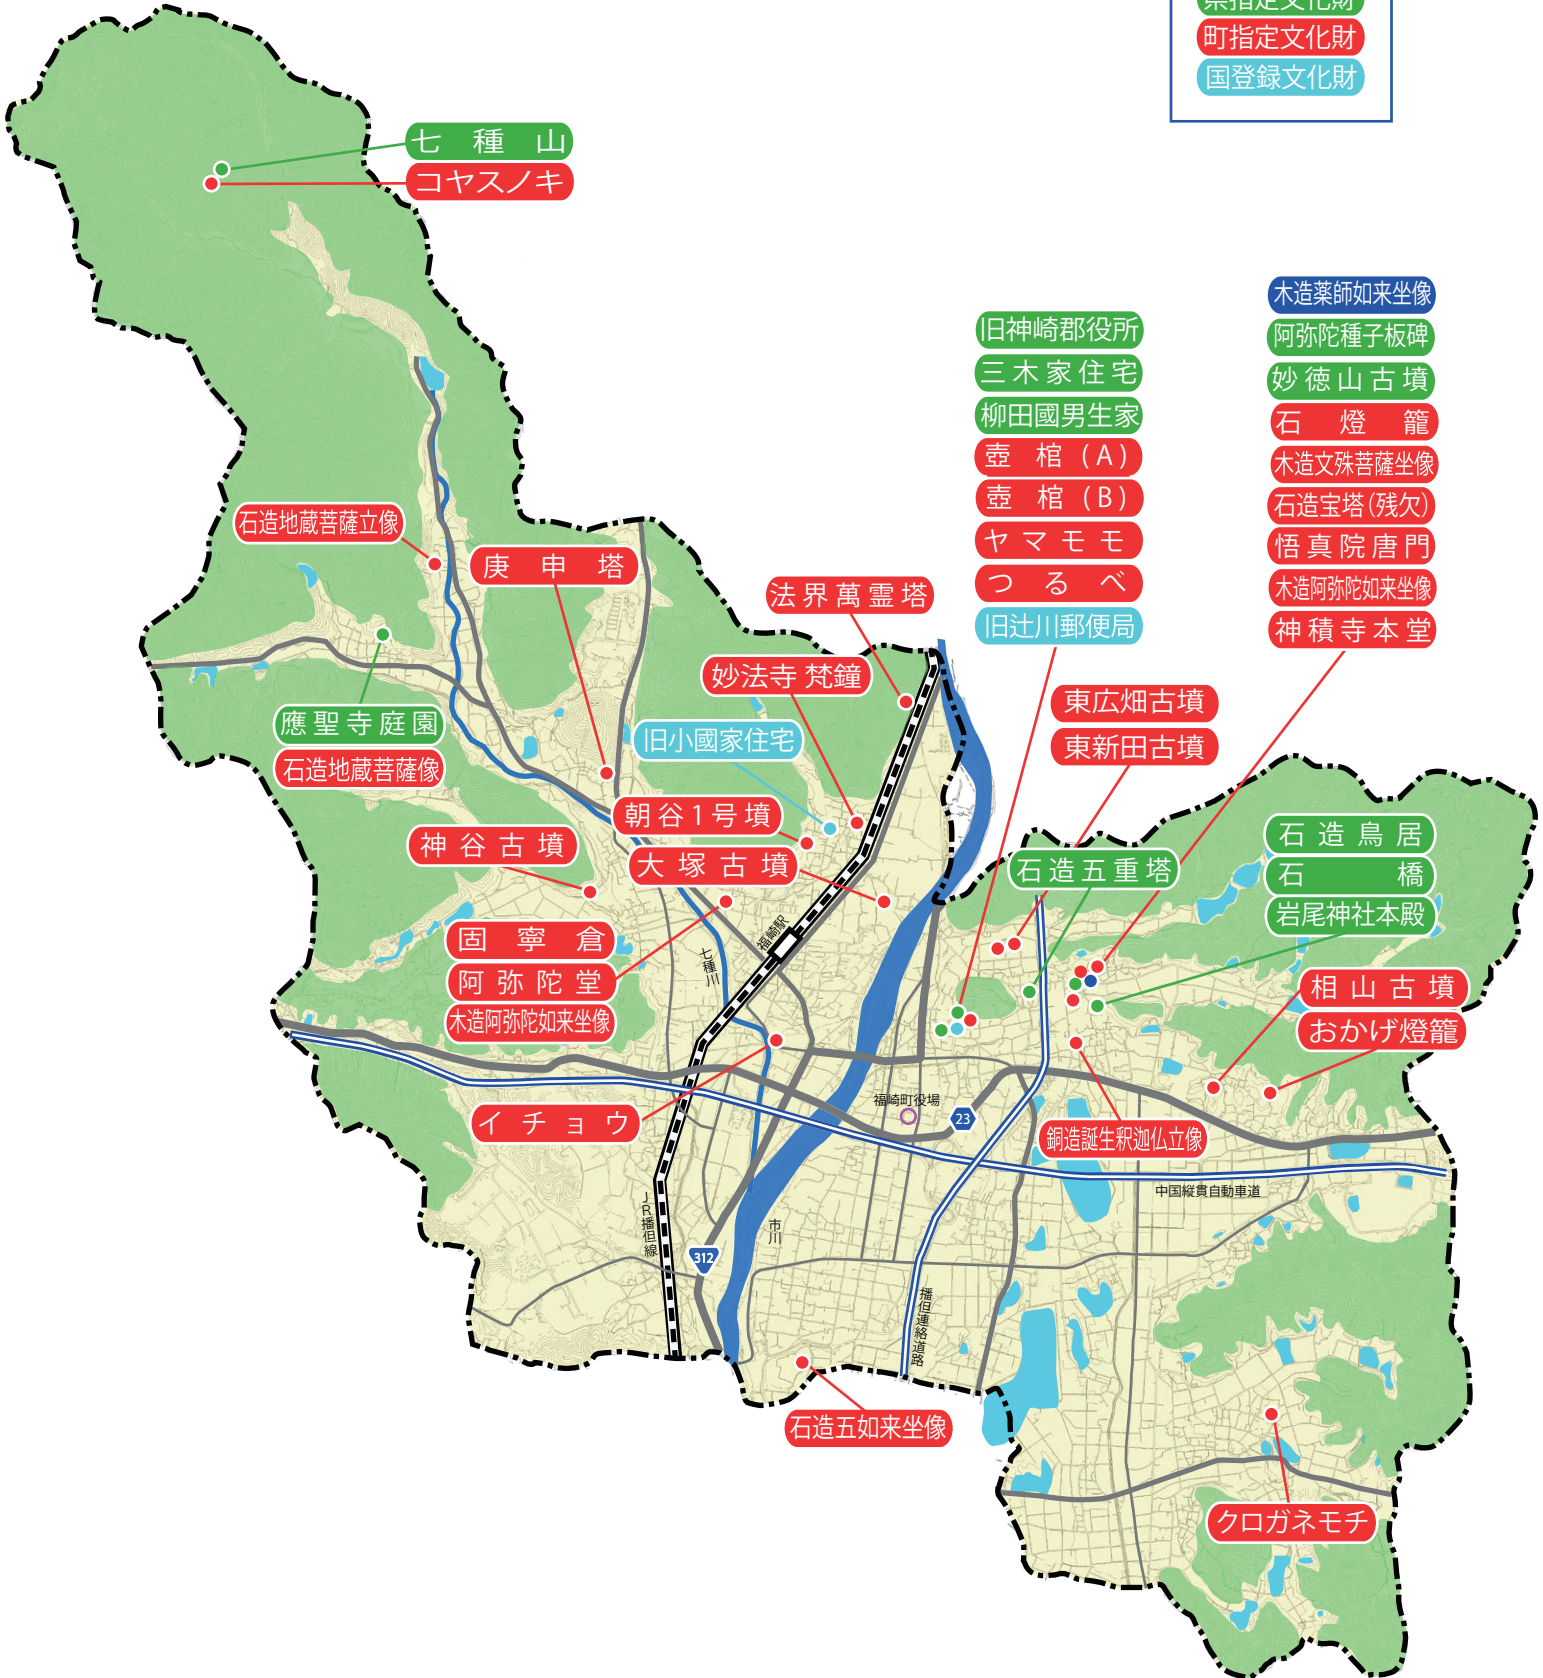 県指定文化財
町指定文化財
国登録文化財
七種山
コヤスノキ
木造薬師如来坐像
阿弥陀種子板碑
妙徳山古墳
石燈籠
木造文殊菩薩坐像
石造宝塔(残欠)
悟真院唐門
木造阿弥陀如来坐像
神積寺本堂
旧神崎郡役所
三木家住宅
柳田國男生家
壺棺(A)
壺棺(B)
ヤマモモ
つるべ
旧辻川郵便局
石造地蔵菩薩立像
庚申塔
法界萬霊塔
妙法寺梵鐘
東広畑古墳
東新田古墳
應聖寺庭園
石造地蔵菩薩像
旧小國家住宅
朝谷1号墳
大塚古墳
神谷古墳
石造五重塔
石造鳥居
石橋
岩尾神社本殿
固寧倉
阿弥陀堂
木造阿弥陀如来坐像
福崎駅
七種川
相山古墳
おかげ燈籠
イチョウ
福崎町役場
23
銅造誕生釈迦仏立像
中国縦貫自動車道
JR播但線
市川
312
播但連絡道路
石造五如来坐像
クロガネモチ